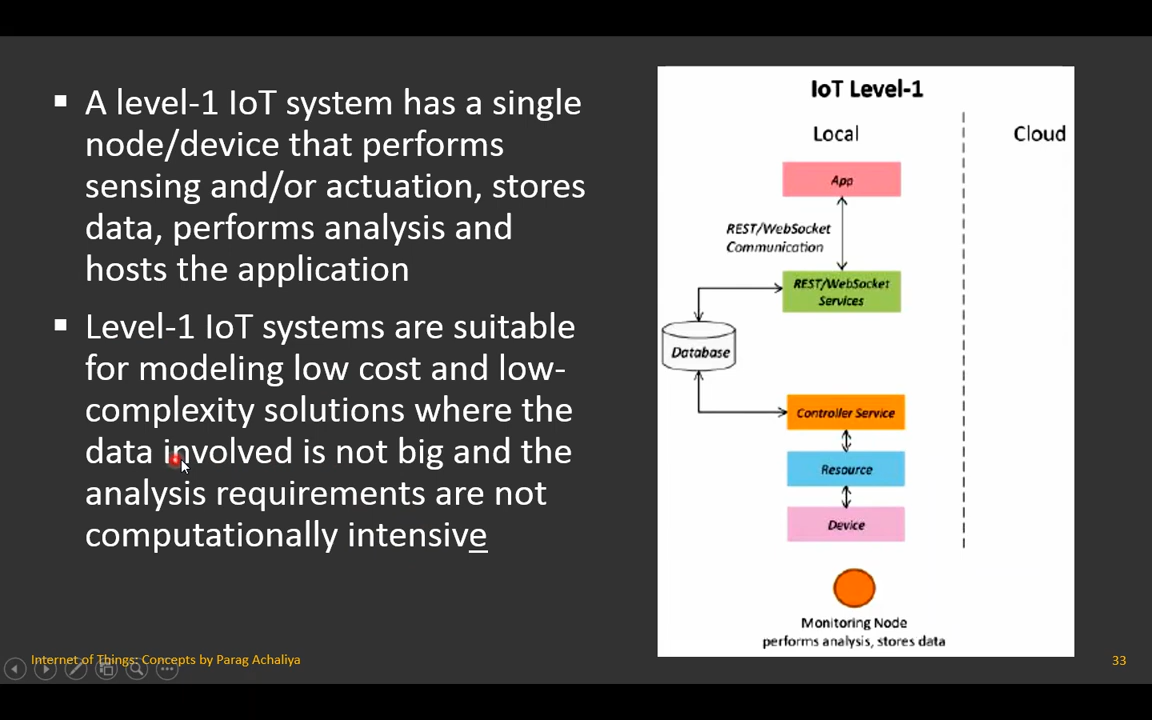 ▪ A level-1 IoT system has a single
node/device that performs
sensing and/or actuation, stores
data, performs analysis and
hosts the application
▪ Level-1 IoT systems are suitable
for modeling low cost and low-
complexity solutions where the
data involved is not big and the
analysis requirements are not
computationally intensive
IoT Level-1
Local
Cloud
App
REST/WebSocket
Communication
REST/WebSocket
Services
Database
Controller Service
Resource
Device
Monitoring Node
performs analysis, stores data
Internet of Things: Concepts by Parag Achaliya
33